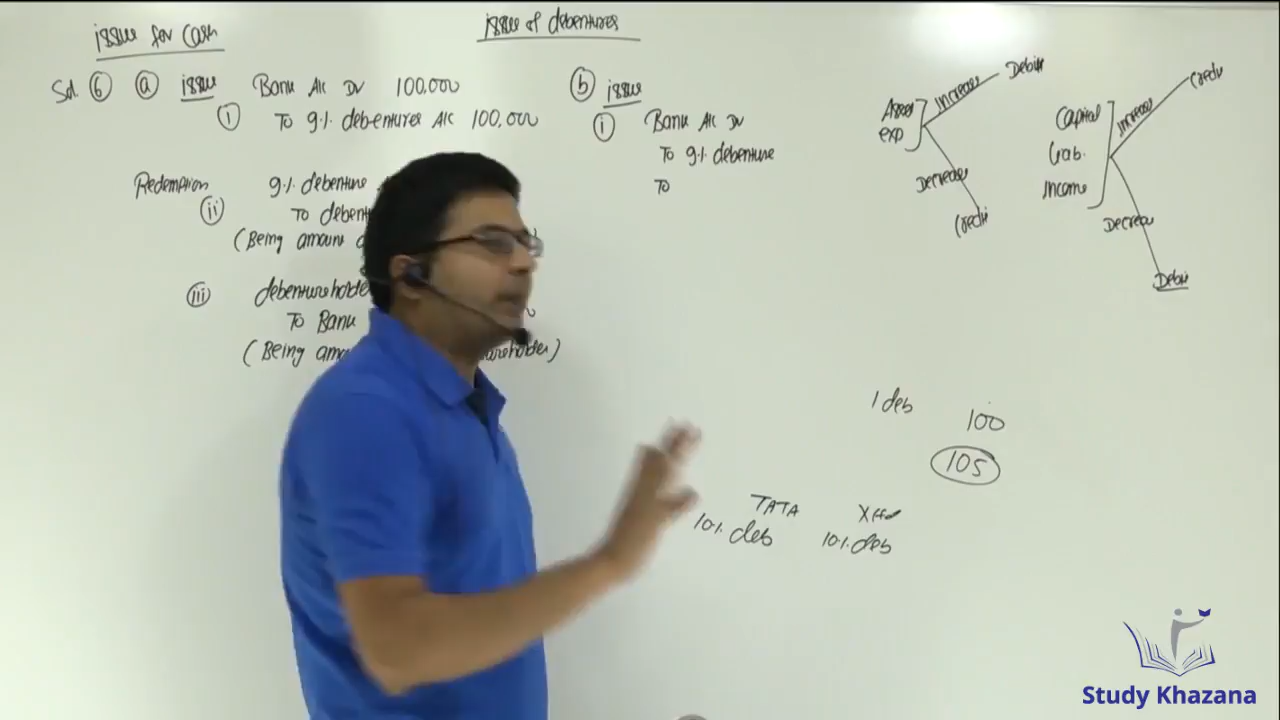 issue for Cash
issue of debentures
Sol. 6 a issue
i Bank A/c Dr 100,000
To 9% debentures A/c 100,000
Redemption
ii 9% debenture
To debent
(Being amount
iii debentureholde
To Bank
(Being amo areholder)
b issue
i Bank A/c Dr
To 9% debenture
To
Asset
exp
Increase Debit
Decrease
Credit
Capital
Liab.
Income
Increase
Credit
Decrease
Debit
1 deb 100
105
TATA
10% deb 10% deb
Study Khazana